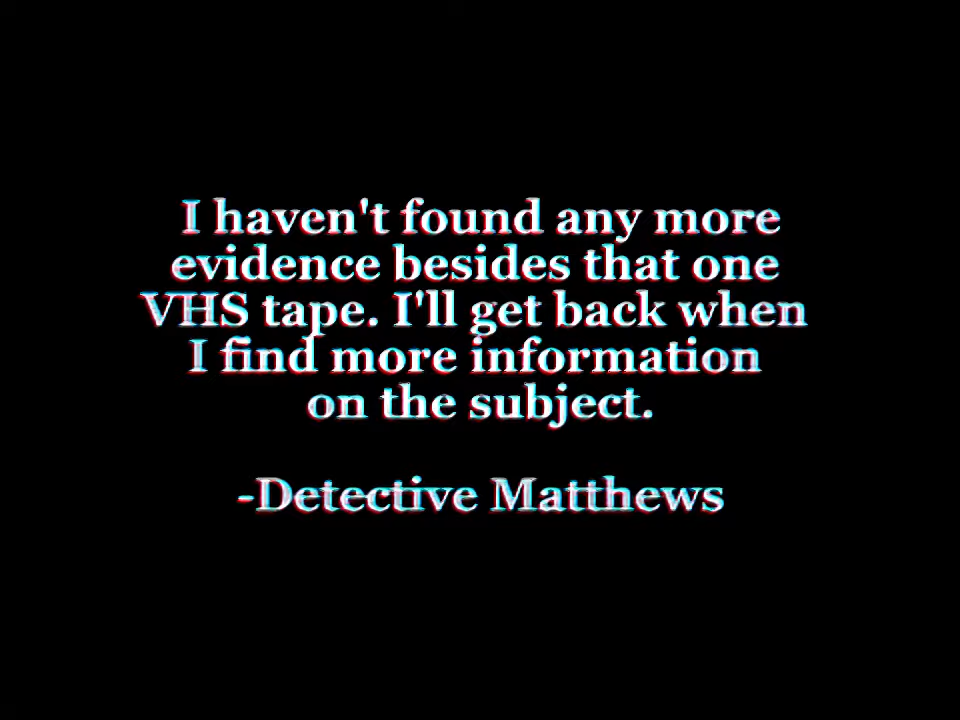 I haven't found any more
evidence besides that one
VHS tape. I'll get back when
I find more information
on the subject.
-Detective Matthews